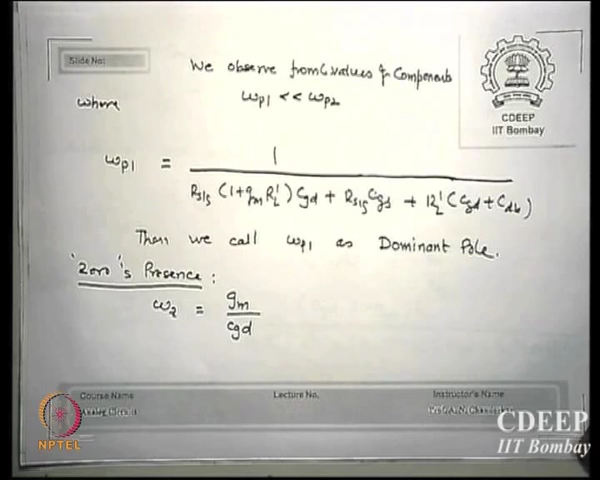 Slide No:
We observe from values of Components
where ωp1 << ωp2
CDEEP
IIT Bombay
ωp1 = 1 / Rsig (1+gm RL') Cgd + Rsig Cgs + RL' (Cgd + Cdb)
Then we call ωp1 as Dominant Pole.
'Zero's Presence :
ωz = gm / Cgd
Course Name
Lecture No.
Instructor's Name
Analog Circuit
Prof. A. N.
NPTEL
CDEEP
IIT Bombay